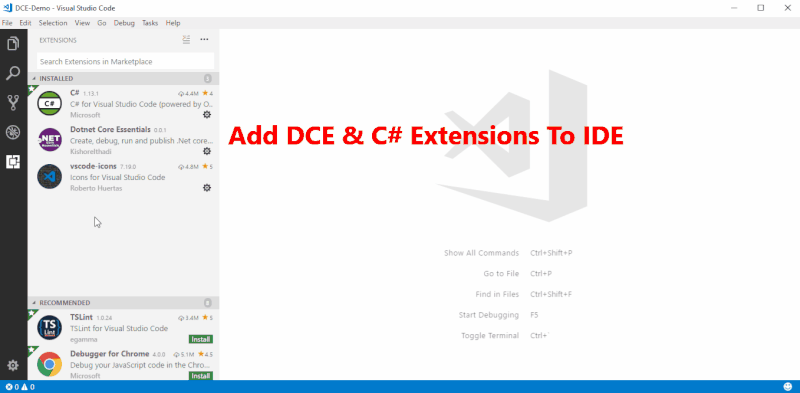 DCE-Demo - Visual Studio Code
File Edit Selection View Go Debug Tasks Help
EXTENSIONS
Search Extensions in Marketplace
INSTALLED 3
C# 1.13.1 4.4M 4
C# for Visual Studio Code (powered by O...
Microsoft
Dotnet Core Essentials 0.0.1
Create, debug, run and publish .Net core...
Kishorelthadi
vscode-icons 7.19.0 4.8M 5
Icons for Visual Studio Code
Roberto Huertas
Add DCE & C# Extensions To IDE
Show All Commands Ctrl+Shift+P
Go to File Ctrl+P
Find in Files Ctrl+Shift+F
Start Debugging F5
Toggle Terminal Ctrl+`
RECOMMENDED
TSLint 1.0.24 3.4M 5
TSLint for Visual Studio Code
egamma Install
Debugger for Chrome 4.0.0 5.1M 4.5
Debug your JavaScript code in the Chro...
Microsoft Install
0 0